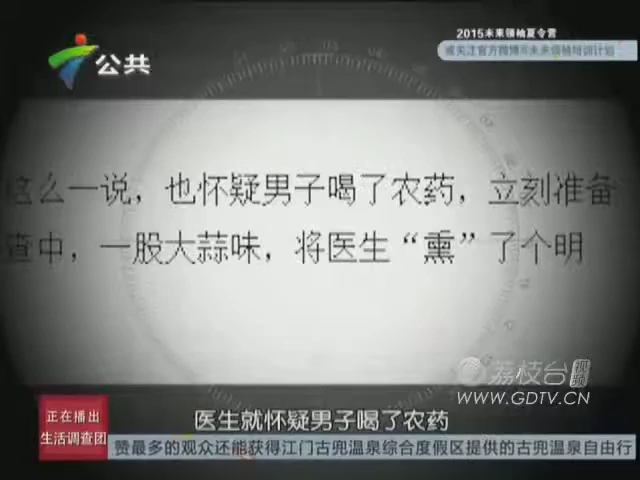 2015未来领袖夏令营
或关注官方微博@未来领袖培训计划
公共
这么一说，也怀疑男子喝了农药，立刻准备
查中，一股大蒜味，将医生“熏”了个明
荔枝台 视频
www.GDTV.CN
正在播出
生活调查团
医生就怀疑男子喝了农药
赞最多的观众还能获得江门古兜温泉综合度假区提供的古兜温泉自由行